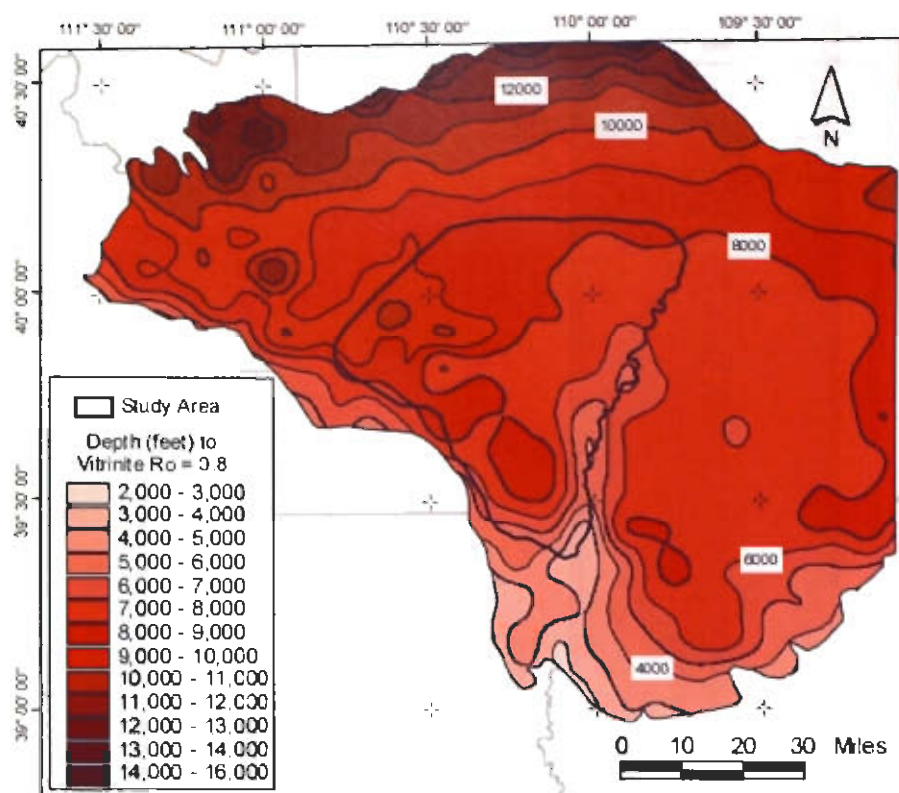 111° 30' 00" 111° 00' 00" 110° 30' 00" 110° 00' 00" 109° 30' 00"
40° 30' 00"
40° 00' 00"
39° 30' 00"
39° 00' 00"
12000
10000
N
8000
6000
4000
Study Area
Depth (feet) to
Vitrinite Ro = 0.8
2,000 - 3,000
3,000 - 4,000
4,000 - 5,000
5,000 - 6,000
6,000 - 7,000
7,000 - 8,000
8,000 - 9,000
9,000 - 10,000
10,000 - 11,000
11,000 - 12,000
12,000 - 13,000
13,000 - 14,000
14,000 - 16,000
0 10 20 30 Miles